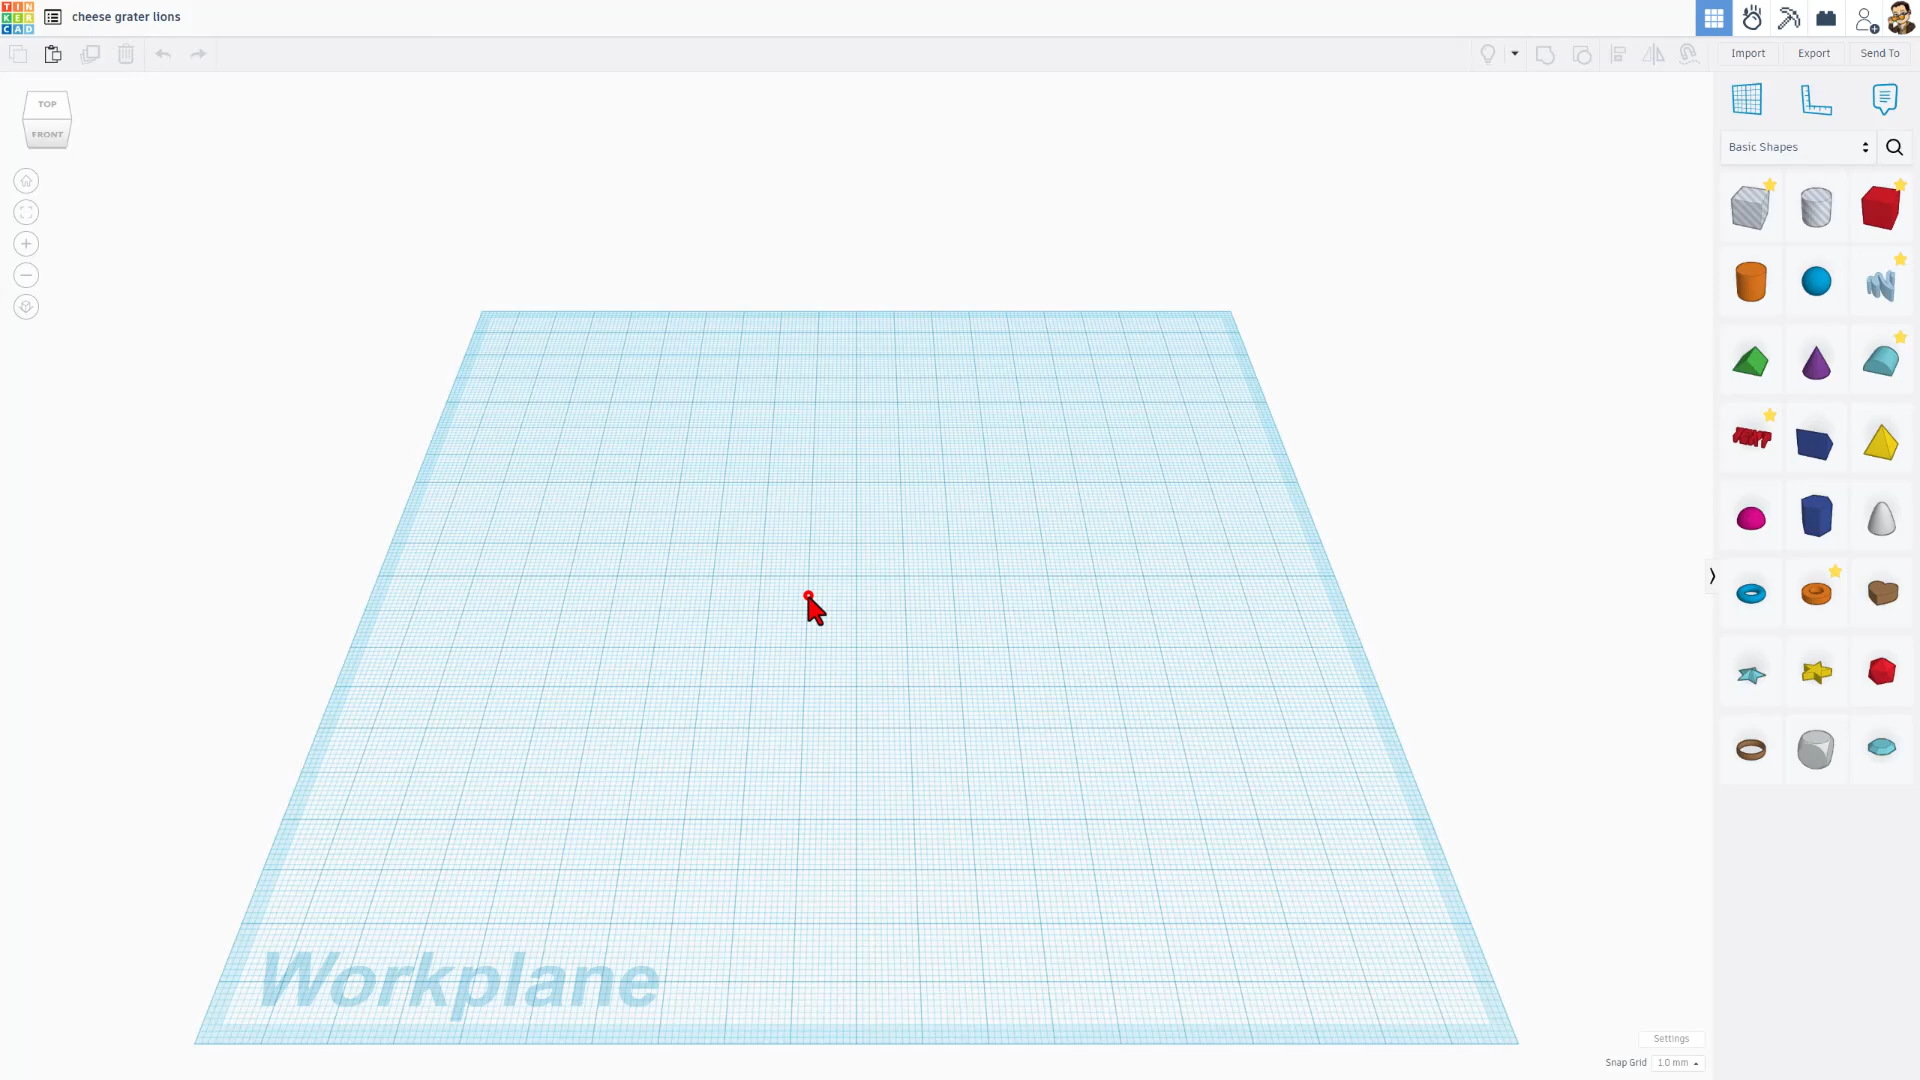 TIN
KER
CAD
cheese grater lions
Import
Export
Send To
TOP
FRONT
Basic Shapes
TEXT
Workplane
Settings
Snap Grid
1.0 mm